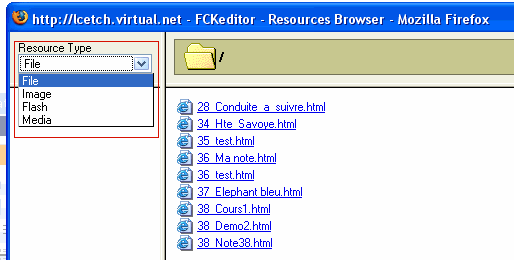 http://lcetch.virtual.net - FCKeditor - Resources Browser - Mozilla Firefox
Resource Type
File
File
Image
Flash
Media
/
28_Conduite_a_suivre.html
34_Hte_Savoye.html
35_test.html
36_Ma note.html
36_test.html
37_Elephant bleu.html
38_Cours1.html
38_Demo2.html
38_Note38.html